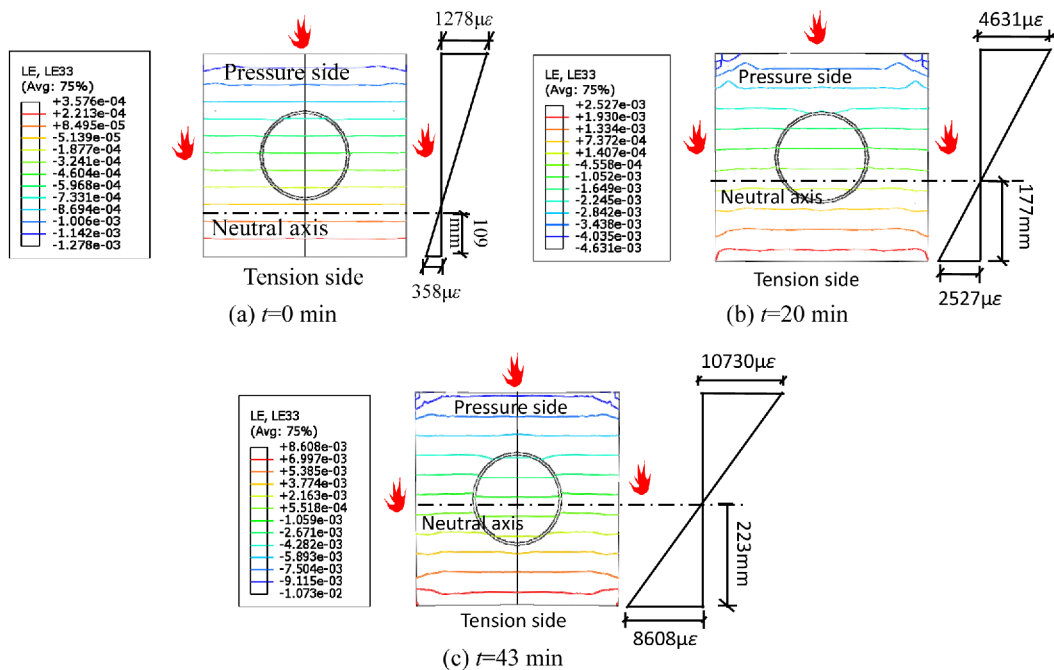 1278με
LE, LE33
(Avg: 75%)
+3.576e-04
+2.213e-04
+8.495e-05
-5.139e-05
-1.877e-04
-3.241e-04
-4.604e-04
-5.968e-04
-7.331e-04
-8.694e-04
-1.006e-03
-1.142e-03
-1.278e-03
Pressure side
Neutral axis
109
mm
Tension side
358με
(a) t=0 min
4631με
LE, LE33
(Avg: 75%)
+2.527e-03
+1.930e-03
+1.334e-03
+7.372e-04
+1.407e-04
-4.558e-04
-1.052e-03
-1.649e-03
-2.245e-03
-2.842e-03
-3.438e-03
-4.035e-03
-4.631e-03
Pressure side
Neutral axis
177mm
Tension side
2527με
(b) t=20 min
10730με
LE, LE33
(Avg: 75%)
+8.608e-03
+6.997e-03
+5.385e-03
+3.774e-03
+2.163e-03
+5.518e-04
-1.059e-03
-2.671e-03
-4.282e-03
-5.893e-03
-7.504e-03
-9.115e-03
-1.073e-02
Pressure side
Neutral axis
223mm
Tension side
8608με
(c) t=43 min